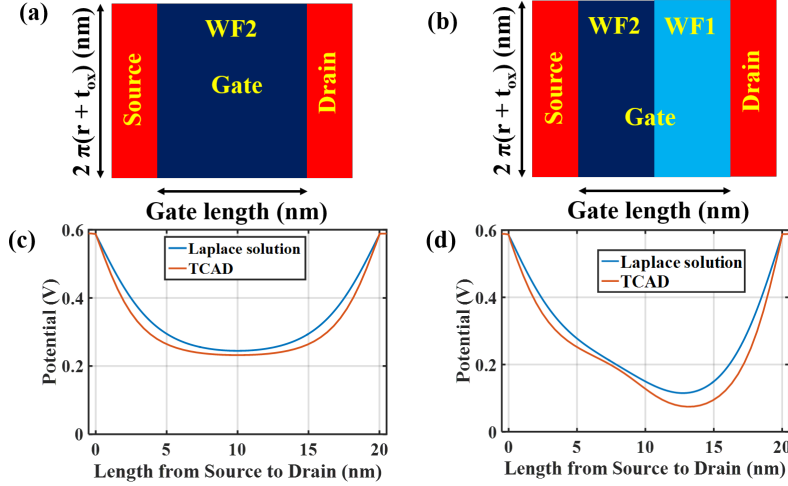 (a)
2 π(r + tox) (nm)
Source
WF2
Gate
Drain
Gate length (nm)
(b)
2 π(r + tox) (nm)
Source
WF2
WF1
Gate
Drain
Gate length (nm)
(c)
Potential (V)
0.6
0.4
0.2
0
Laplace solution
TCAD
0
5
10
15
20
Length from Source to Drain (nm)
(d)
Potential (V)
0.6
0.4
0.2
0
Laplace solution
TCAD
0
5
10
15
20
Length from Source to Drain (nm)